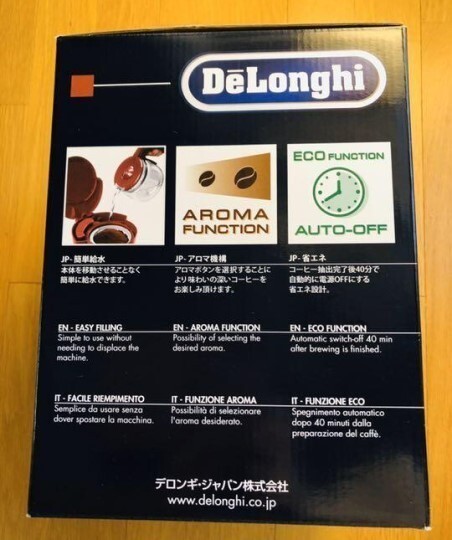 DēLonghi
AROMA
FUNCTION
ECO FUNCTION
AUTO-OFF
JP- 簡単給水
本体を移動させることなく
簡単に給水できます。
JP- アロマ機構
アロマボタンを選択することに
より味わいの深いコーヒーを
お楽しみ頂けます。
JP- 省エネ
コーヒー抽出完了後40分で
自動的に電源OFFにする
省エネ設計。
EN - EASY FILLING
Simple to use without
needing to displace the
machine.
EN - AROMA FUNCTION
Possibility of selecting the
desired aroma.
EN - ECO FUNCTION
Automatic switch-off 40 min
after brewing is finished.
IT - FACILE RIEMPIMENTO
Semplice da usare senza
dover spostare la macchina.
IT - FUNZIONE AROMA
Possibilità di selezionare
l'aroma desiderato.
IT - FUNZIONE ECO
Spegnimento automatico
dopo 40 minuti dalla
preparazione del caffè.
デロンギ・ジャパン株式会社
www.delonghi.co.jp